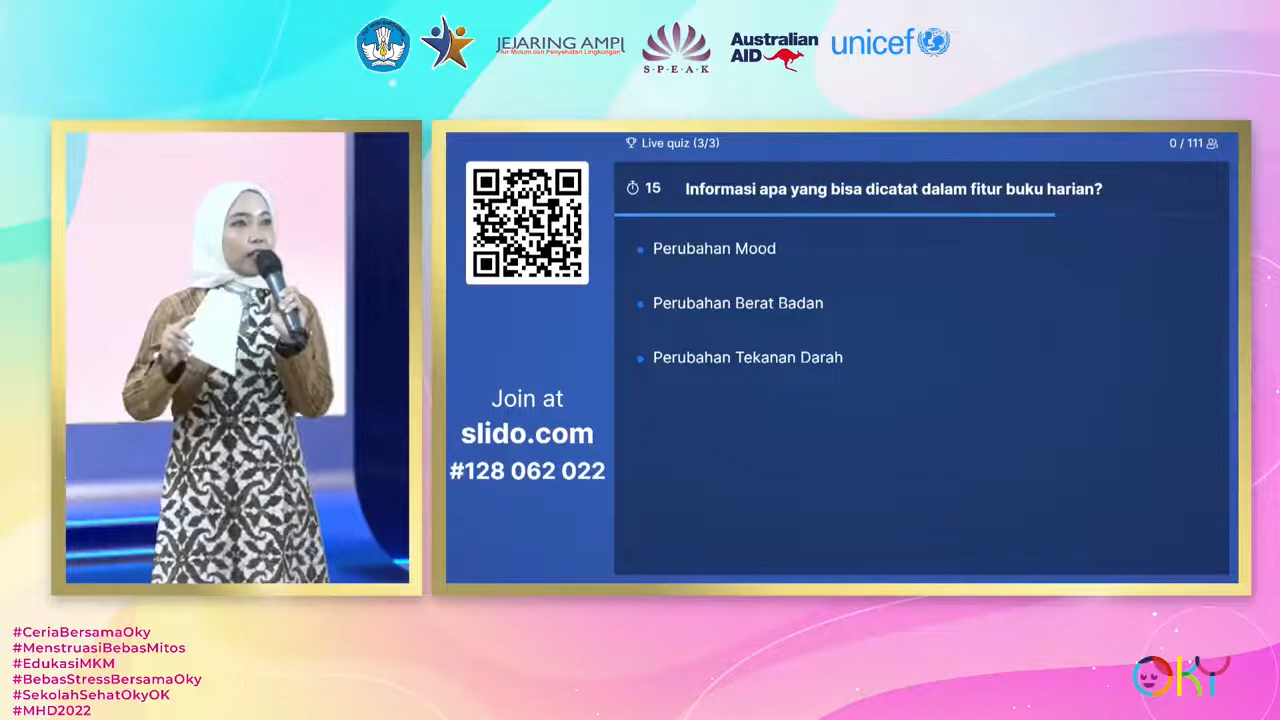 JEJARING AMPL
Air Minum dan Penyehatan Lingkungan
S·P·E·A·K
Australian
AID
unicef
Live quiz (3/3)
0 / 111
15
Informasi apa yang bisa dicatat dalam fitur buku harian?
Perubahan Mood
Perubahan Berat Badan
Perubahan Tekanan Darah
Join at
slido.com
#128 062 022
#CeriaBersamaOky
#MenstruasiBebasMitos
#EdukasiMKM
#BebasStressBersamaOky
#SekolahSehatOkyOK
#MHD2022
OKY